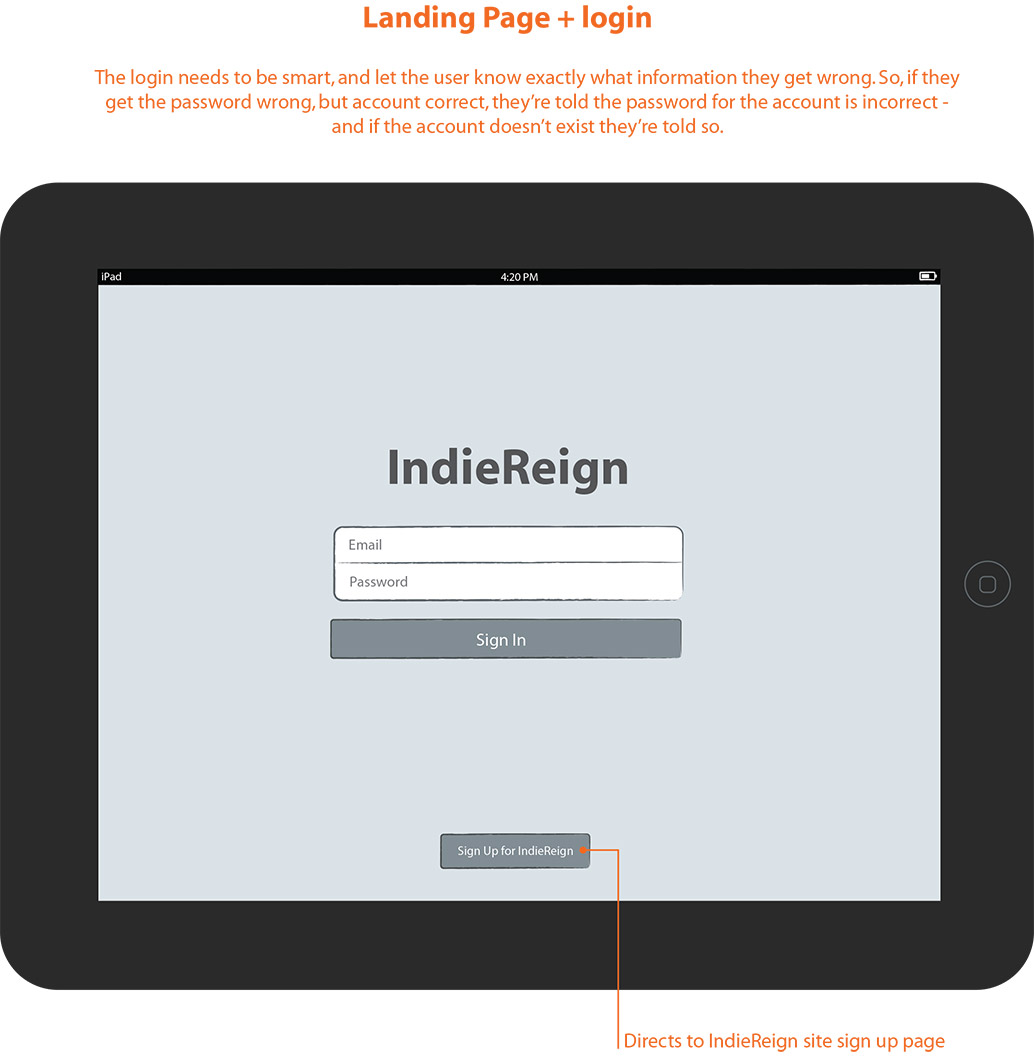 Landing Page + login
The login needs to be smart, and let the user know exactly what information they get wrong. So, if they
get the password wrong, but account correct, they're told the password for the account is incorrect -
and if the account doesn't exist they're told so.
iPad
4:20 PM
IndieReign
Email
Password
Sign In
Sign Up for IndieReign
Directs to IndieReign site sign up page